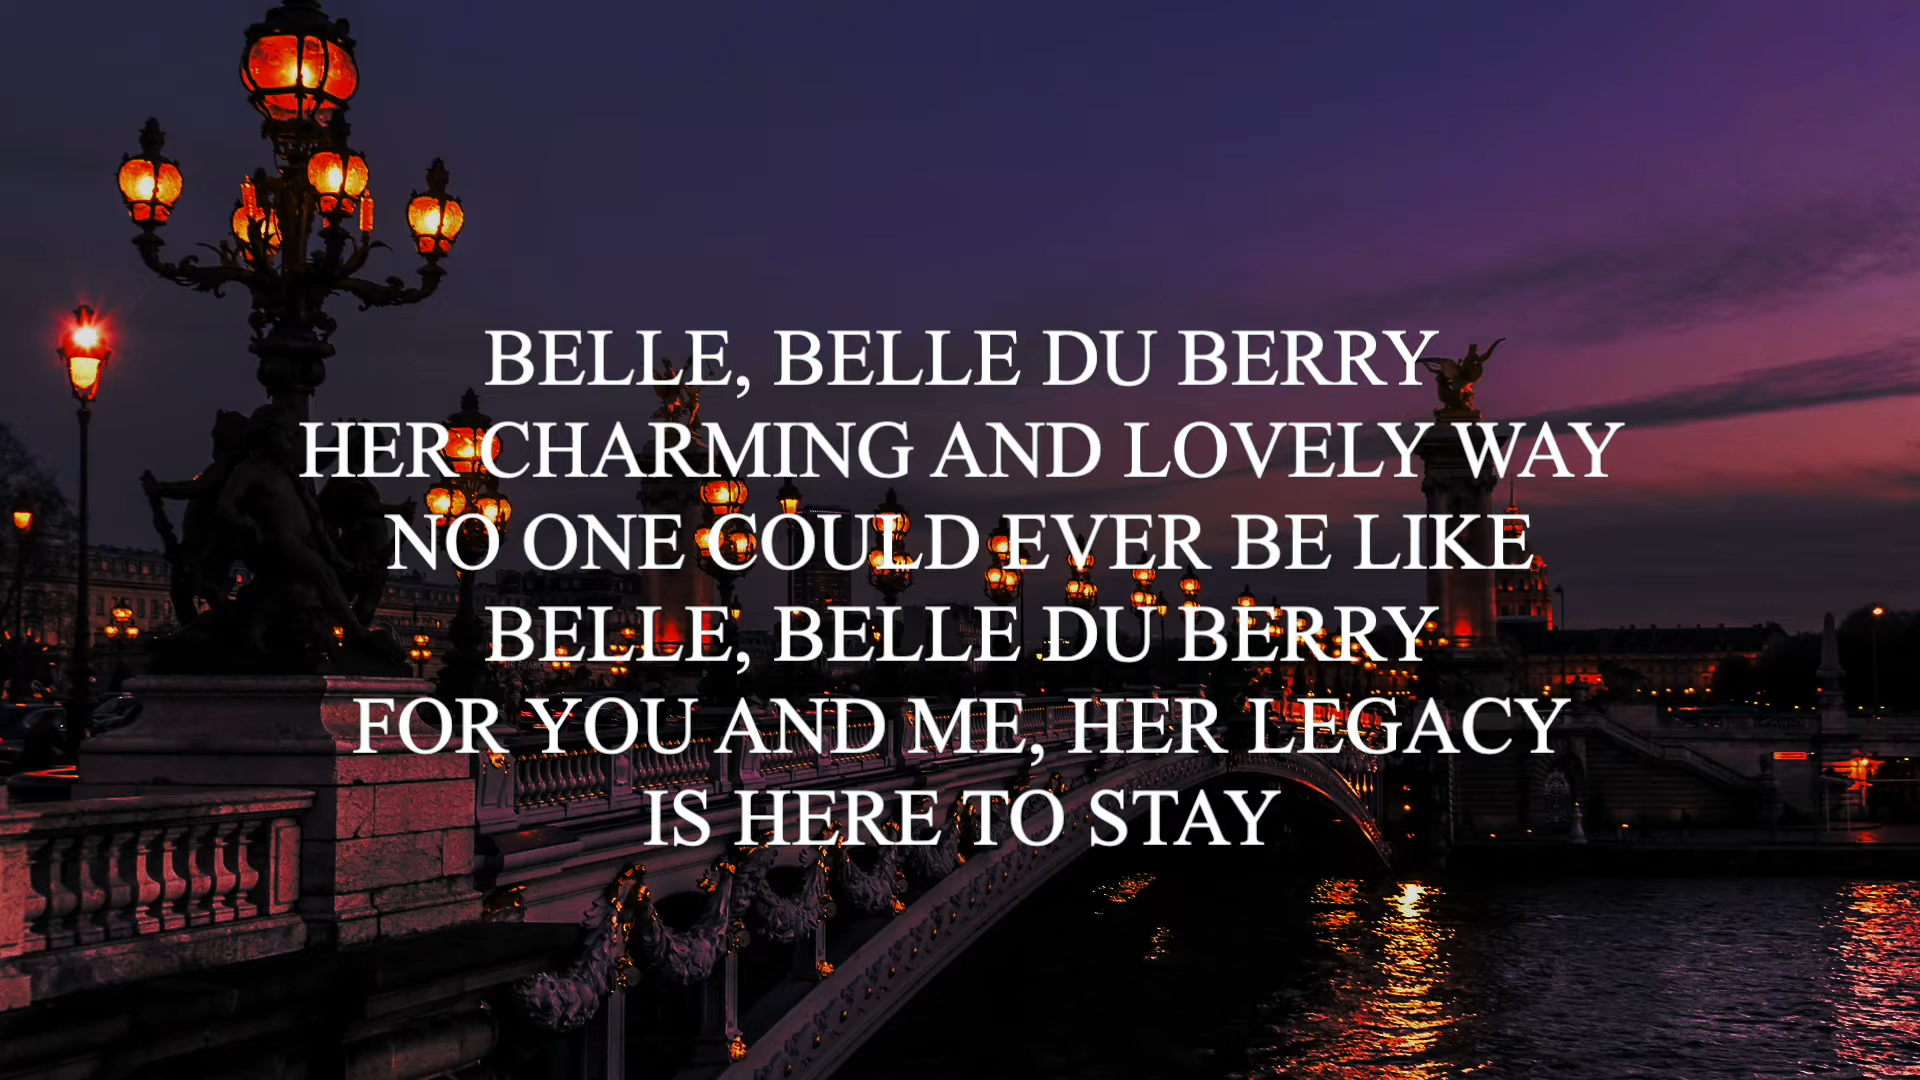 BELLE, BELLE DU BERRY
HER CHARMING AND LOVELY WAY
NO ONE COULD EVER BE LIKE
BELLE, BELLE DU BERRY
FOR YOU AND ME, HER LEGACY
IS HERE TO STAY